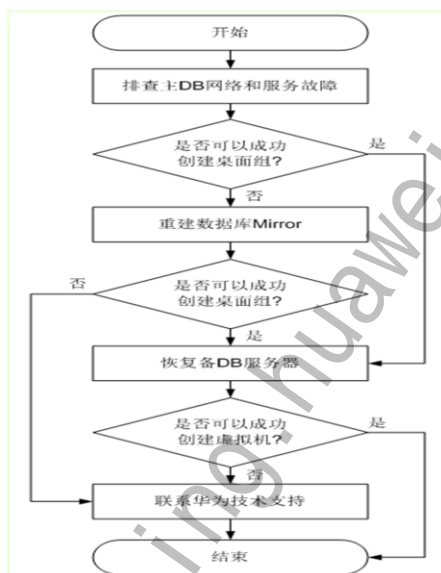 开始
排查主DB网络和服务故障
是否可以成功
创建桌面组?
是
否
重建数据库Mirror
否
是否可以成功
创建桌面组?
是
恢复备DB服务器
是否可以成功
创建虚拟机?
是
否
联系华为技术支持
结束
ing.huawei